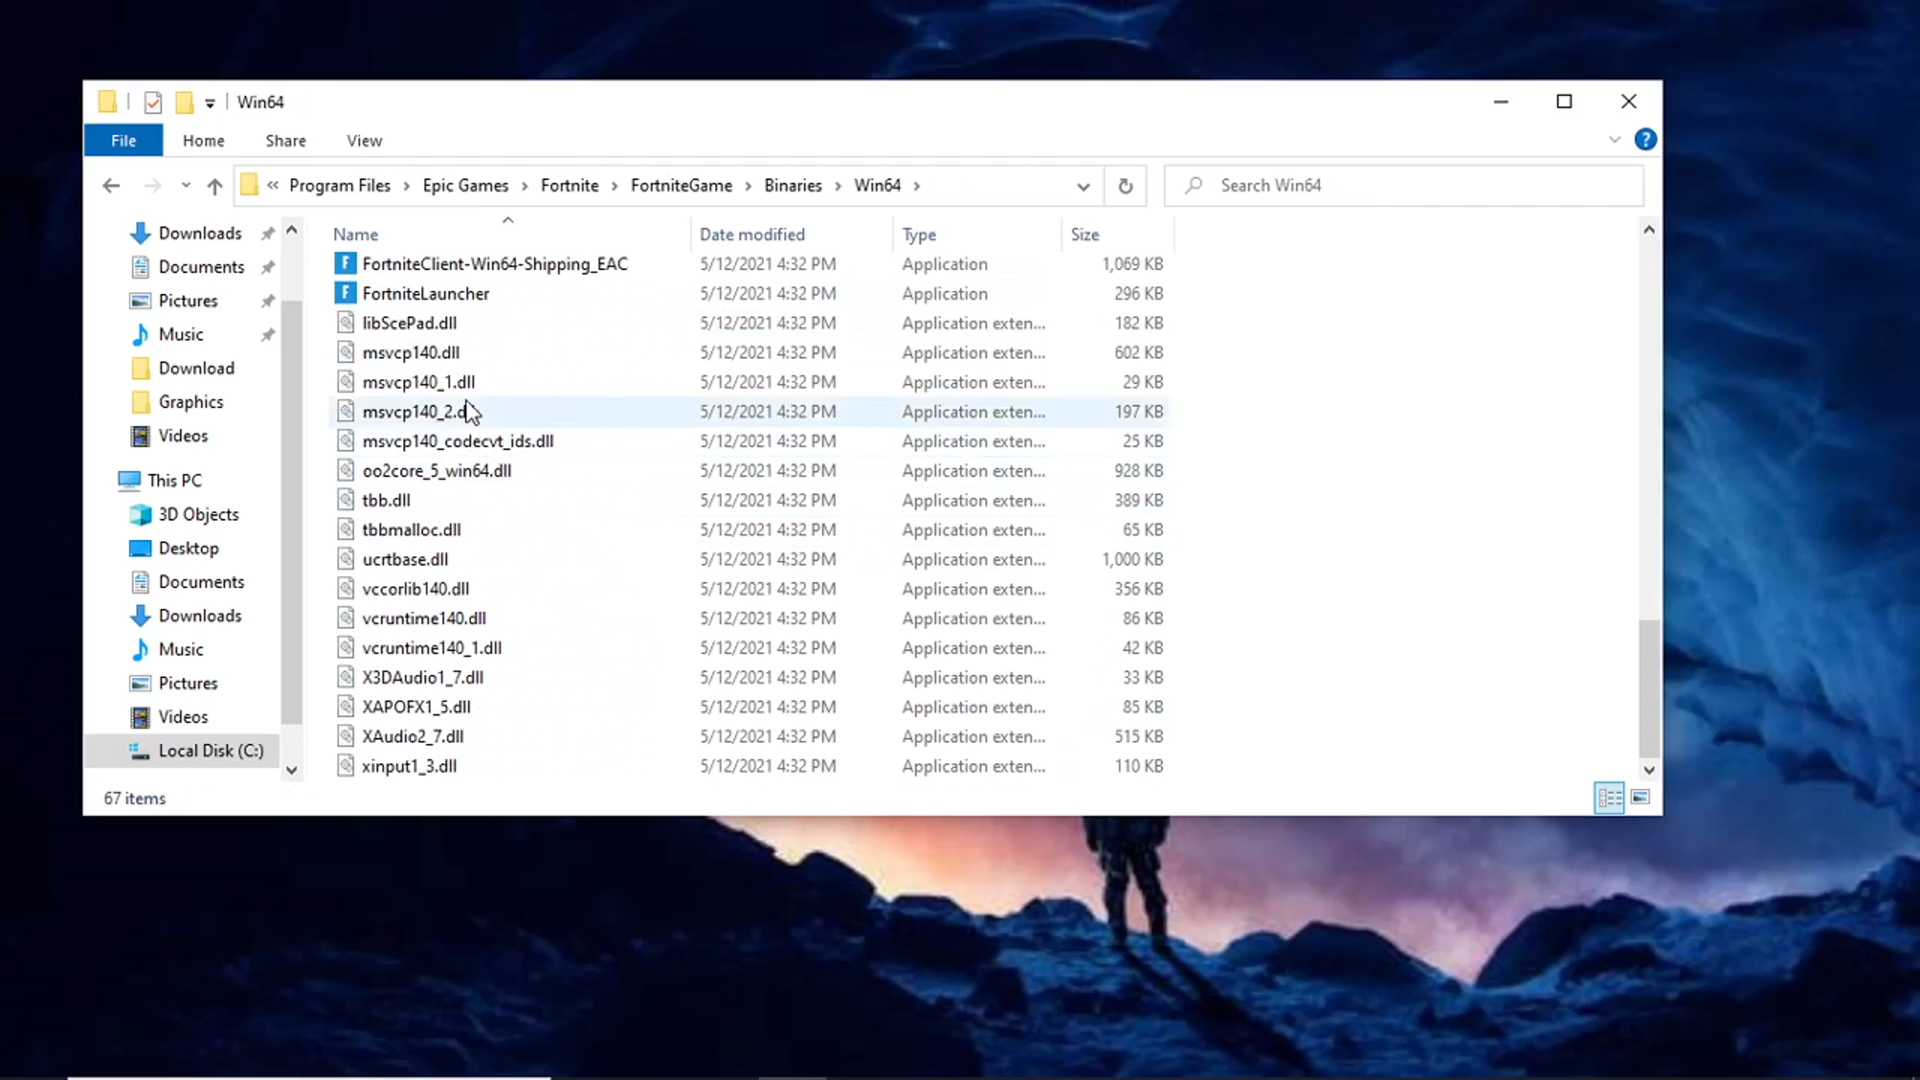 Win64
File Home Share View
« Program Files › Epic Games › Fortnite › FortniteGame › Binaries › Win64 › Search Win64
Name Date modified Type Size
Downloads
Documents
Pictures
Music
Download
Graphics
Videos
This PC
3D Objects
Desktop
Documents
Downloads
Music
Pictures
Videos
Local Disk (C:)
FortniteClient-Win64-Shipping_EAC 5/12/2021 4:32 PM Application 1,069 KB
FortniteLauncher 5/12/2021 4:32 PM Application 296 KB
libScePad.dll 5/12/2021 4:32 PM Application exten... 182 KB
msvcp140.dll 5/12/2021 4:32 PM Application exten... 602 KB
msvcp140_1.dll 5/12/2021 4:32 PM Application exten... 29 KB
msvcp140_2.d 5/12/2021 4:32 PM Application exten... 197 KB
msvcp140_codecvt_ids.dll 5/12/2021 4:32 PM Application exten... 25 KB
oo2core_5_win64.dll 5/12/2021 4:32 PM Application exten... 928 KB
tbb.dll 5/12/2021 4:32 PM Application exten... 389 KB
tbbmalloc.dll 5/12/2021 4:32 PM Application exten... 65 KB
ucrtbase.dll 5/12/2021 4:32 PM Application exten... 1,000 KB
vccorlib140.dll 5/12/2021 4:32 PM Application exten... 356 KB
vcruntime140.dll 5/12/2021 4:32 PM Application exten... 86 KB
vcruntime140_1.dll 5/12/2021 4:32 PM Application exten... 42 KB
X3DAudio1_7.dll 5/12/2021 4:32 PM Application exten... 33 KB
XAPOFX1_5.dll 5/12/2021 4:32 PM Application exten... 85 KB
XAudio2_7.dll 5/12/2021 4:32 PM Application exten... 515 KB
xinput1_3.dll 5/12/2021 4:32 PM Application exten... 110 KB
67 items